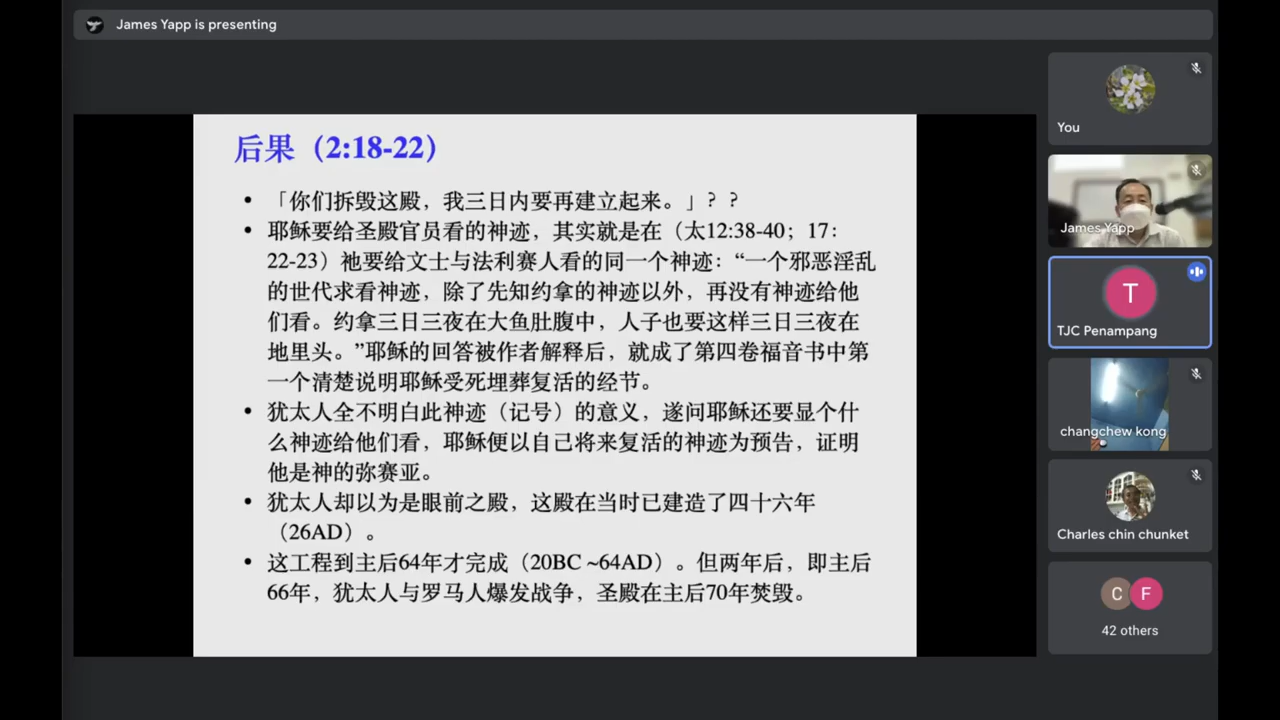 James Yapp is presenting
后果（2:18-22）
• 「你们拆毁这殿，我三日内要再建立起来。」？？
• 耶稣要给圣殿官员看的神迹，其实就是在（太12:38-40；17：
22-23）祂要给文士与法利赛人看的同一个神迹：“一个邪恶淫乱
的世代求看神迹，除了先知约拿的神迹以外，再没有神迹给他
们看。约拿三日三夜在大鱼肚腹中，人子也要这样三日三夜在
地里头。”耶稣的回答被作者解释后，就成了第四卷福音书中第
一个清楚说明耶稣受死埋葬复活的经节。
• 犹太人全不明白此神迹（记号）的意义，遂问耶稣还要显个什
么神迹给他们看，耶稣便以自己将来复活的神迹为预告，证明
他是神的弥赛亚。
• 犹太人却以为是眼前之殿，这殿在当时已建造了四十六年
（26AD）。
• 这工程到主后64年才完成（20BC ~64AD）。但两年后，即主后
66年，犹太人与罗马人爆发战争，圣殿在主后70年焚毁。
You
James Yapp
T
TJC Penampang
changchew kong
Charles chin chunket
C F
42 others